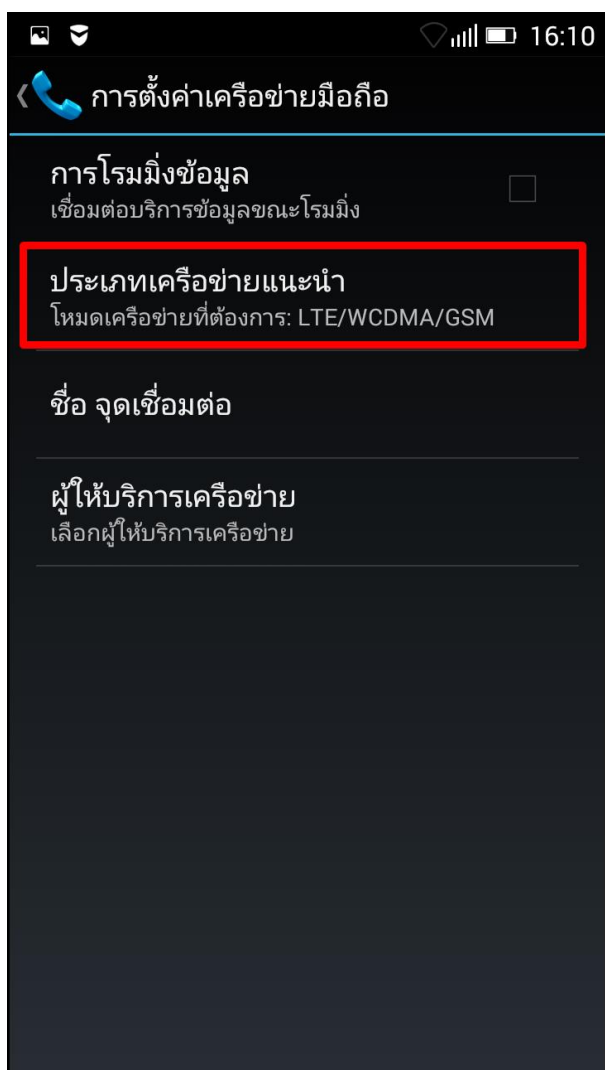 16:10
การตั้งค่าเครือข่ายมือถือ
การโรมมิ่งข้อมูล
เชื่อมต่อบริการข้อมูลขณะโรมมิ่ง
ประเภทเครือข่ายแนะนำ
โหมดเครือข่ายที่ต้องการ: LTE/WCDMA/GSM
ชื่อ จุดเชื่อมต่อ
ผู้ให้บริการเครือข่าย
เลือกผู้ให้บริการเครือข่าย